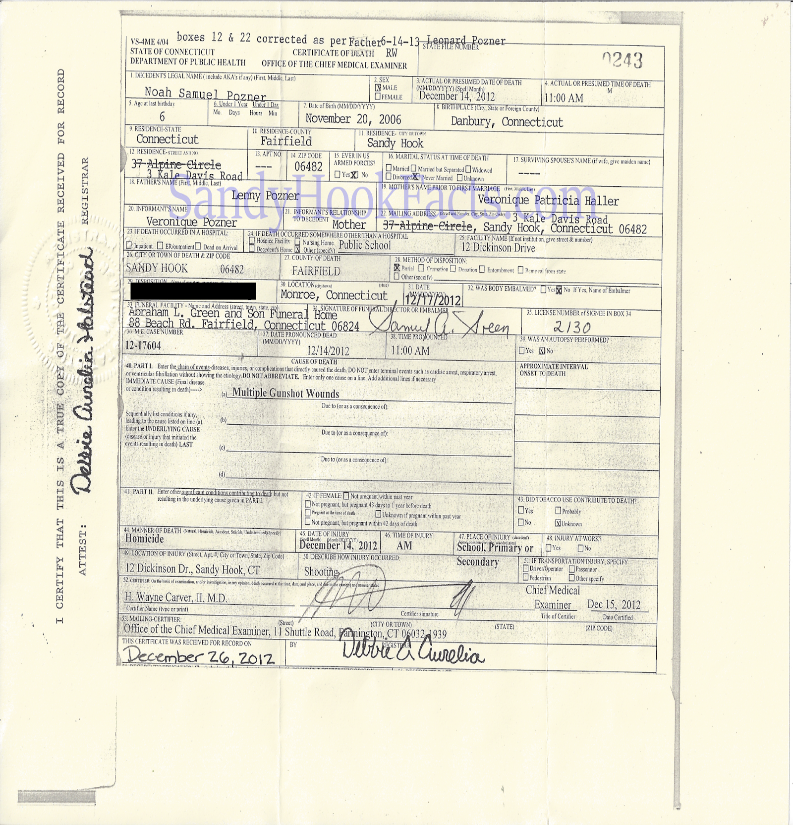 boxes 12 & 22 corrected as per Facher 6-14-13 Leonard Pozner
VS-4ME 4/04
STATE FILE NUMBER
STATE OF CONNECTICUT CERTIFICATE OF DEATH RW
0243
DEPARTMENT OF PUBLIC HEALTH OFFICE OF THE CHIEF MEDICAL EXAMINER
1. DECEDENTS LEGAL NAME (include AKA's if any) (First, Middle, Last)
2. SEX
3. ACTUAL OR PRESUMED DATE OF DEATH
4. ACTUAL OR PRESUMED TIME OF DEATH
Noah Samuel Pozner
MALE
(MM/DD/YYYY) (Spell Month)
M
FEMALE
December 14, 2012
11:00 AM
5. Age at last birthday
6. Under 1 Year Under 1 Day
7. Date of Birth (MM/DD/YYYY)
8. BIRTHPLACE (City, State or Foreign County)
6
Mo Days Hours Min
November 20, 2006
Danbury, Connecticut
9. RESIDENCE-STATE
10. RESIDENCE-COUNTY
11. RESIDENCE- CITY OR TOWN
Connecticut
Fairfield
Sandy Hook
12. RESIDENCE-STREET AND NO.
13. APT NO
14. ZIP CODE
15. EVER IN US ARMED FORCES?
16. MARITAL STATUS AT TIME OF DEATH
17. SURVIVING SPOUSE'S NAME (if wife, give maiden name)
37 Alpine Circle
3 Kale Davis Road
---
06482
Yes X No
Married Married but Separated Widowed
Divorced X Never Married Unknown
-----
18. FATHER'S NAME (First, Middle, Last)
19. MOTHER'S NAME PRIOR TO FIRST MARRIAGE
Lenny Pozner
Veronique Patricia Haller
SandyHookFacts.com
20. INFORMANT'S NAME
21. INFORMANT'S RELATIONSHIP TO DECEDENT
22. MAILING ADDRESS
Veronique Pozner
Mother
3 Kale Davis Road
37 Alpine Circle, Sandy Hook, Connecticut 06482
23. IF DEATH OCCURRED IN A HOSPITAL
24. IF DEATH OCCURRED SOMEWHERE OTHER THAN A HOSPITAL
25. FACILITY NAME (If not institution, give street & number)
Inpatient ER/outpatient Dead on Arrival
Hospice Facility Nursing Home
Decedent's Home X Other (specify) Public School
12 Dickinson Drive
26. CITY OR TOWN OF DEATH & ZIP CODE
27. COUNTY OF DEATH
28. METHOD OF DISPOSITION
SANDY HOOK 06482
FAIRFIELD
X Burial Cremation Donation Entombment Removal from state
Other (specify)
29. DISPOSITION
30. LOCATION
31. DATE
32. WAS BODY EMBALMED? Yes X No If Yes, Name of Embalmer
Monroe, Connecticut
12/17/2012
33. FUNERAL FACILITY - Name and Address (street, town, state, zip)
34. SIGNATURE OF FUNERAL DIRECTOR OR EMBALMER
35. LICENSE NUMBER of SIGNEE IN BOX 34
Abraham L. Green and Son Funeral Home
88 Beach Rd. Fairfield, Connecticut 06824
Samuel A. Green
2130
36. M.E. CASE NUMBER
37. DATE PRONOUNCED DEAD
(MM/DD/YYYY)
38. TIME PRONOUNCED
39. WAS AN AUTOPSY PERFORMED?
12-17604
12/14/2012
11:00 AM
Yes X No
CAUSE OF DEATH
40. PART I. Enter the chain of events-diseases, injuries, or complications that directly caused the death. DO NOT enter terminal events such as cardiac arrest, respiratory arrest,
or ventricular fibrillation without showing the etiology. DO NOT ABBREVIATE. Enter only one cause on a line. Add additional lines if necessary
APPROXIMATE INTERVAL
ONSET TO DEATH
IMMEDIATE CAUSE (Final disease
or condition resulting in death)---->
(a) Multiple Gunshot Wounds
Due to (or as a consequence of):
Sequentially list conditions if any,
leading to the cause listed on line (a).
(b)
Enter the UNDERLYING CAUSE
Due to (or as a consequence of):
(disease or injury that initiated the
events resulting in death) LAST
(c)
Due to (or as a consequence of):
(d)
41. PART II. Enter other significant conditions contributing to death but not
resulting in the underlying cause given in PART I.
42. IF FEMALE Not pregnant within past year
Not pregnant, but pregnant 43 days to 1 year before death
Pregnant at the time of death Unknown if pregnant within past year
Not pregnant, but pregnant within 42 days of death
43. DID TOBACCO USE CONTRIBUTE TO DEATH?
Yes Probably
No X Unknown
44. MANNER OF DEATH
45. DATE OF INJURY
46. TIME OF INJURY
47. PLACE OF INJURY
48. INJURY AT WORK?
Homicide
December 14, 2012
AM
School, Primary or
Secondary
Yes No
49. LOCATION OF INJURY (Street, Apt. #, City or Town, State, Zip Code)
50. DESCRIBE HOW INJURY OCCURRED:
51. IF TRANSPORTATION INJURY, SPECIFY
12 Dickinson Dr., Sandy Hook, CT
Shooting
Driver/Operator Passenger
Pedestrian Other specify
52. CERTIFIER
H. Wayne Carver, II, M.D.
Chief Medical
Examiner Dec 15, 2012
Certifier Name (type or print)
Certifier signature
Title of Certifier Date Certified
53. MAILING-CERTIFIER (Street) (CITY OR TOWN) (STATE) (ZIP CODE)
Office of the Chief Medical Examiner, 11 Shuttle Road, Farmington, CT 06032-1939
THIS CERTIFICATE WAS RECEIVED FOR RECORD ON
BY
December 26, 2012
Debbie A Aurelia
I CERTIFY THAT THIS IS A TRUE COPY OF THE CERTIFICATE RECEIVED FOR RECORD
ATTEST: Debbie Aurelia Halstead - REGISTRAR